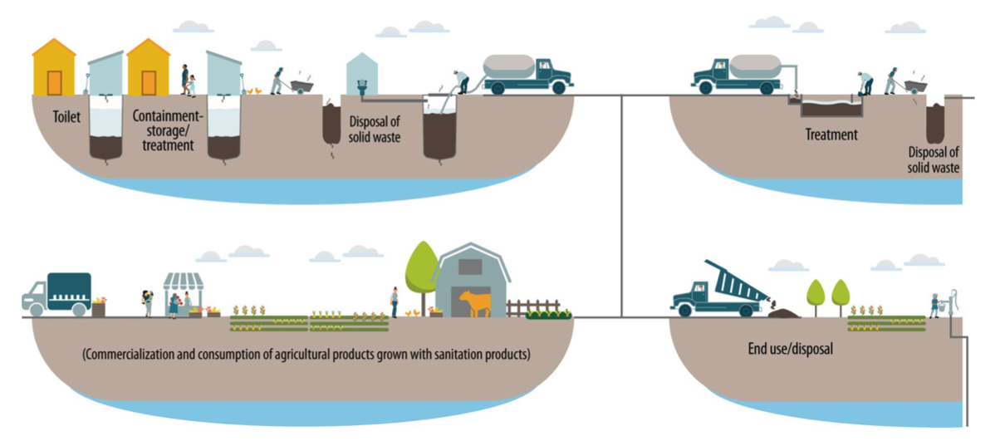 Toilet
Containment-
storage/
treatment
Disposal of
solid waste
Treatment
Disposal of
solid waste
(Commercialization and consumption of agricultural products grown with sanitation products)
End use/disposal